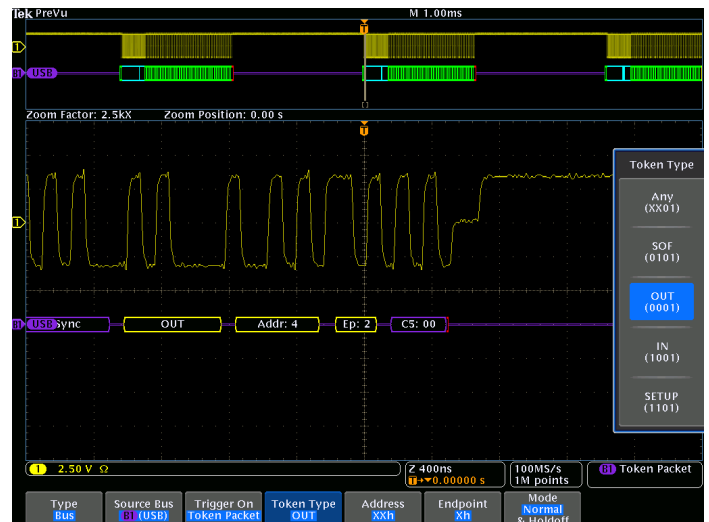 Tek PreVu M 1.00ms
T
1
B1 USB
Zoom Factor: 2.5kX Zoom Position: 0.00 s
T
1
B1 USB Sync OUT Addr: 4 Ep: 2 C5: 00
Token Type
Any
(XX01)
SOF
(0101)
OUT
(0001)
IN
(1001)
SETUP
(1101)
1 2.50 V Ω
Z 400ns
T→▼0.00000 s
100MS/s
1M points
B1 Token Packet
Type
Bus
Source Bus
B1 (USB)
Trigger On
Token Packet
Token Type
OUT
Address
XXh
Endpoint
Xh
Mode
Normal
& Holdoff